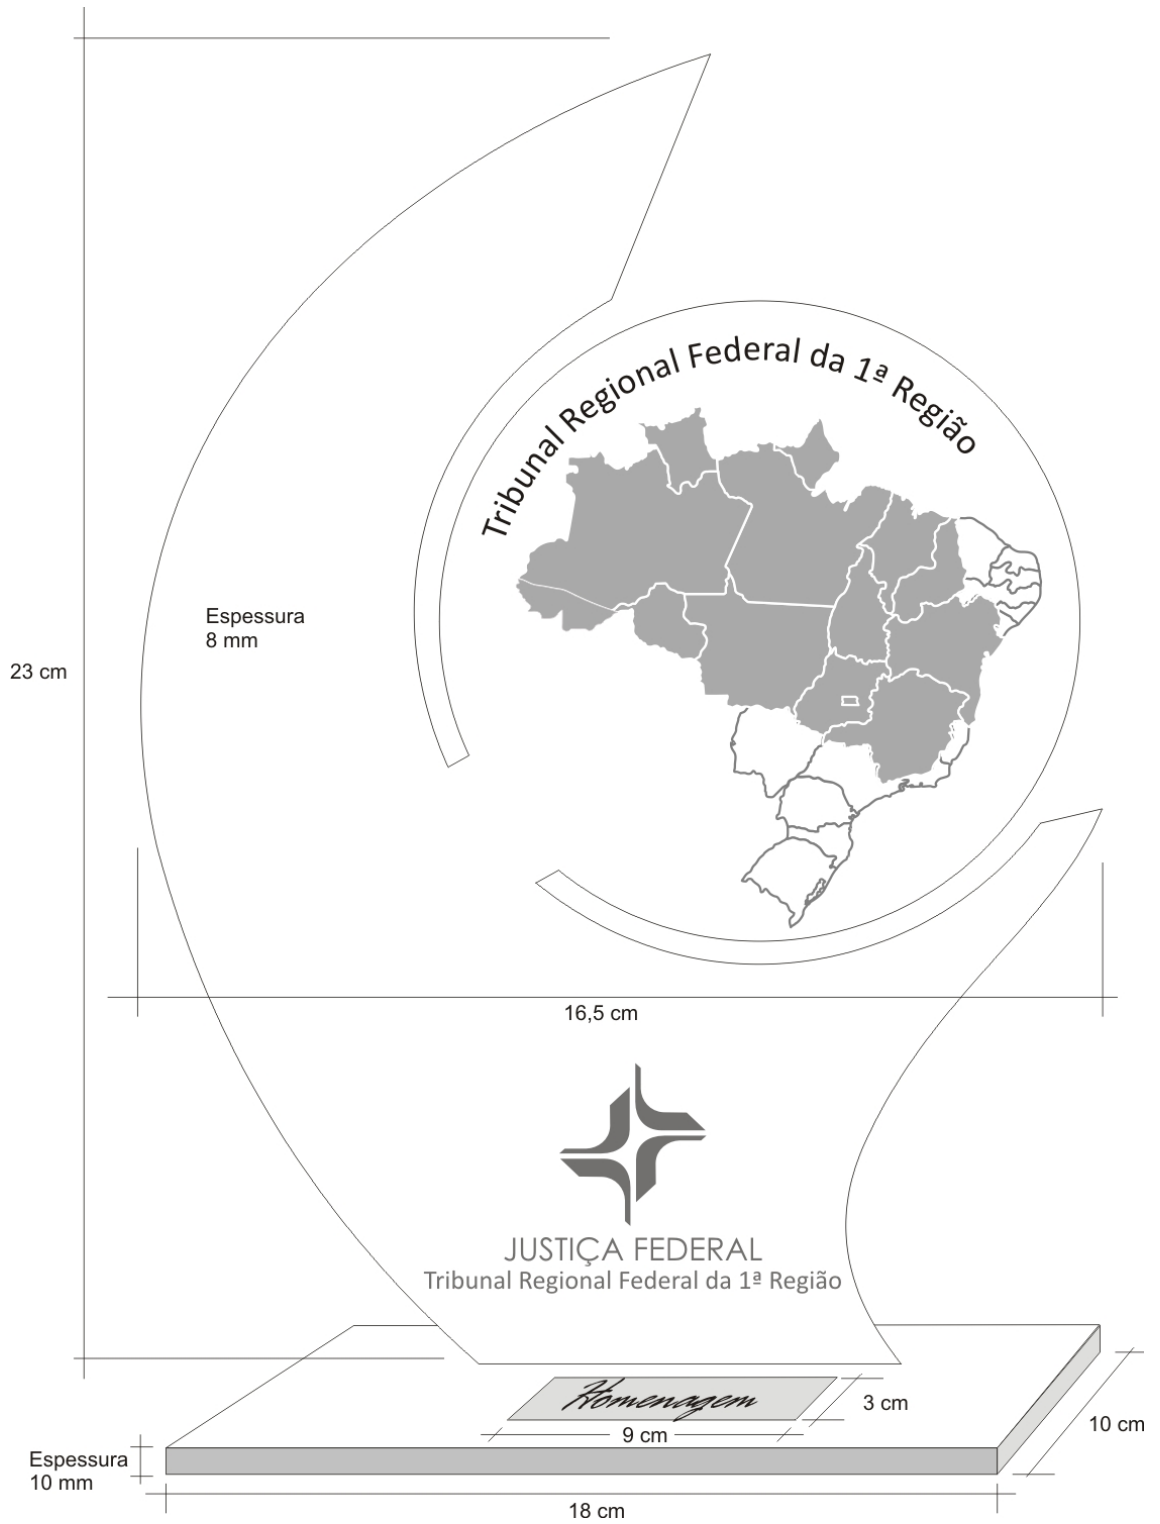 Tribunal Regional Federal da 1ª Região
Espessura
8 mm
23 cm
16,5 cm
JUSTIÇA FEDERAL
Tribunal Regional Federal da 1ª Região
Homenagem
3 cm
9 cm
10 cm
Espessura
10 mm
18 cm